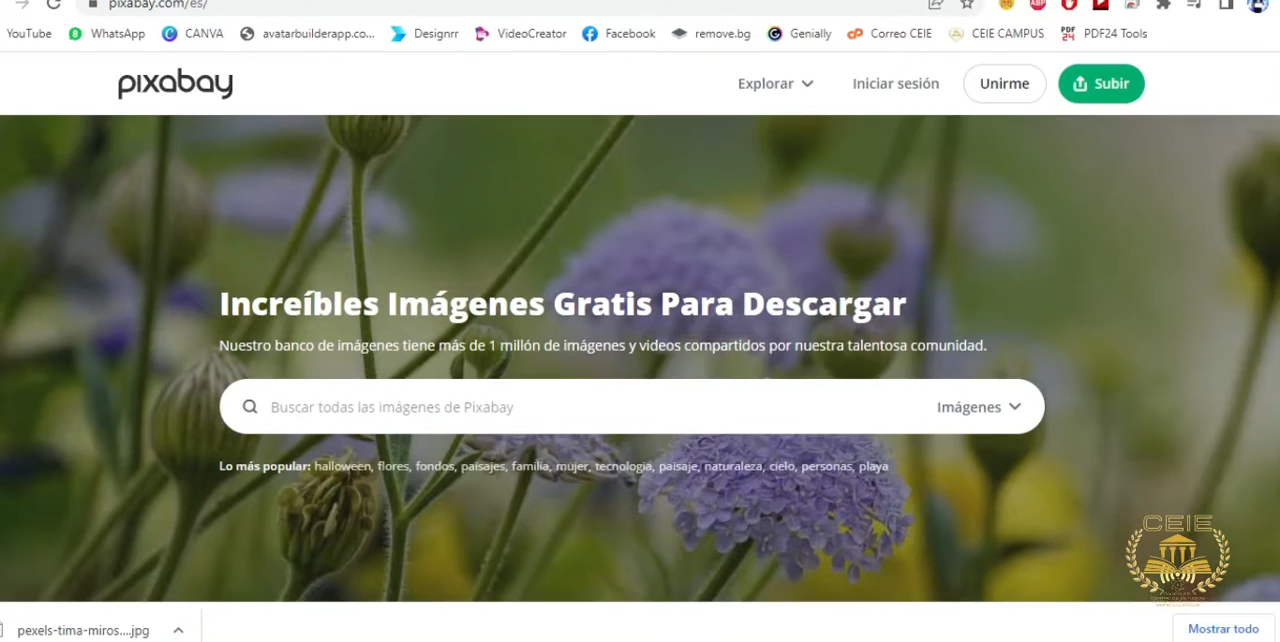 pixabay.com/es/
YouTube WhatsApp CANVA avatarbuilderapp.co... Designrr VideoCreator Facebook remove.bg Genially Correo CEIE CEIE CAMPUS PDF24 Tools
pixabay Explorar Iniciar sesión Unirme Subir
Increíbles Imágenes Gratis Para Descargar
Nuestro banco de imágenes tiene más de 1 millón de imágenes y videos compartidos por nuestra talentosa comunidad.
Buscar todas las imágenes de Pixabay Imágenes
Lo más popular: halloween, flores, fondos, paisajes, familia, mujer, tecnologia, paisaje, naturaleza, cielo, personas, playa
CEIE
pexels-tima-miros....jpg Mostrar todo